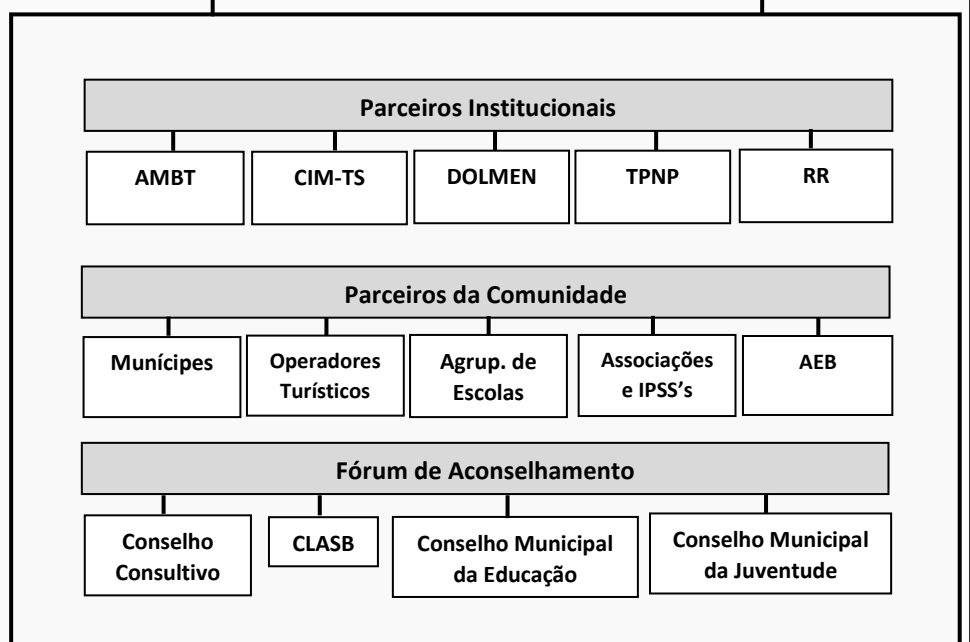 Parceiros Institucionais
AMBT
CIM-TS
DOLMEN
TPNP
RR
Parceiros da Comunidade
Munícipes
Operadores
Turísticos
Agrup. de
Escolas
Associações
e IPSS’s
AEB
Fórum de Aconselhamento
Conselho
Consultivo
CLASB
Conselho Municipal
da Educação
Conselho Municipal
da Juventude